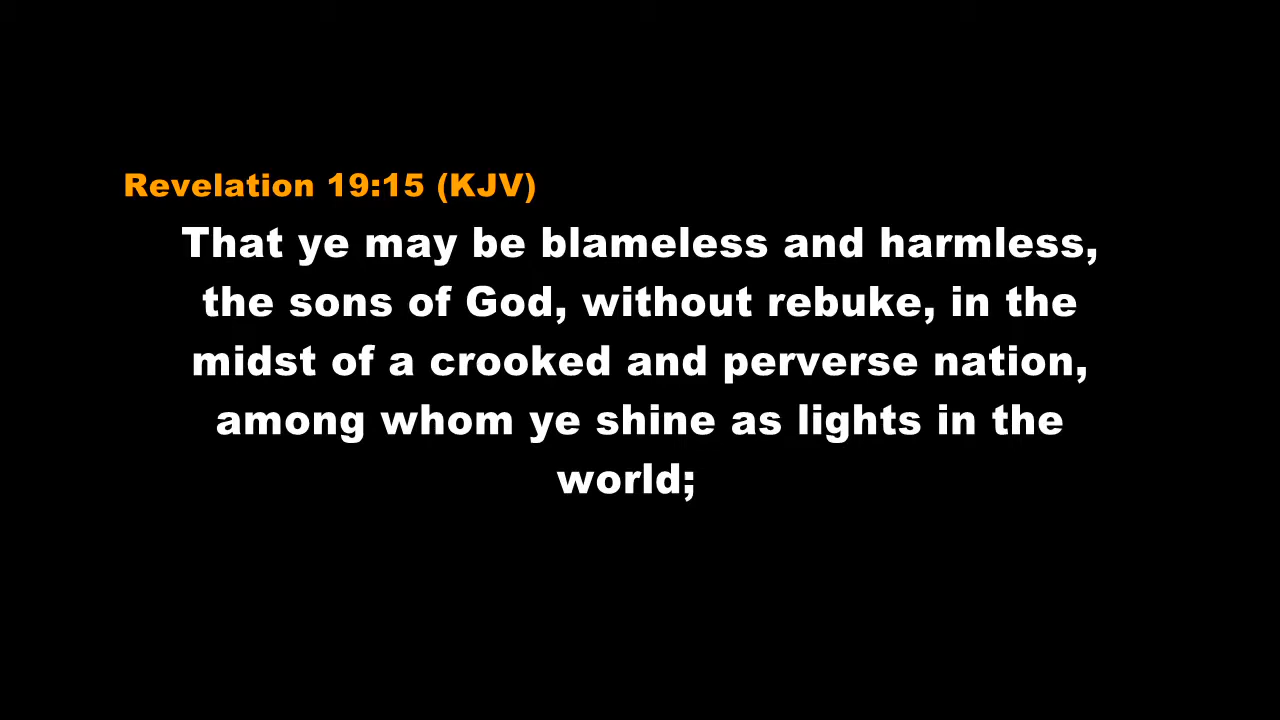 Revelation 19:15 (KJV)
That ye may be blameless and harmless,
the sons of God, without rebuke, in the
midst of a crooked and perverse nation,
among whom ye shine as lights in the
world;